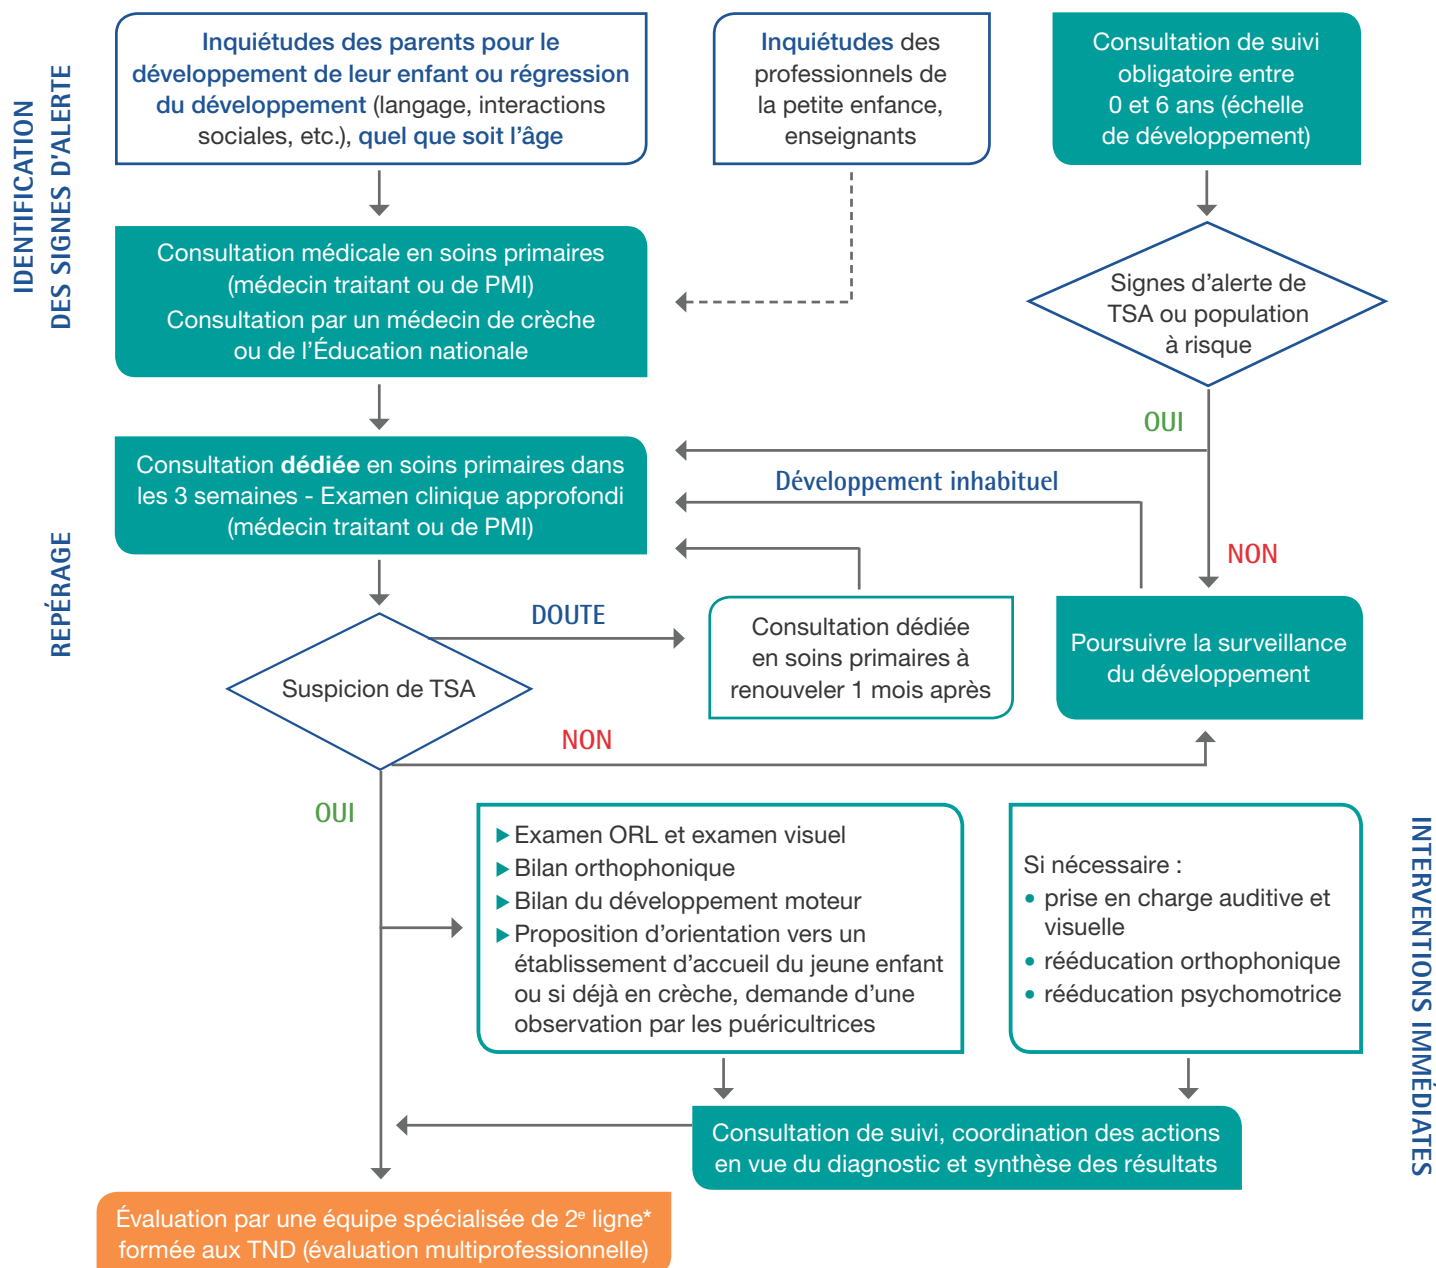 IDENTIFICATION
DES SIGNES D'ALERTE
Inquiétudes des parents pour le
développement de leur enfant ou régression
du développement (langage, interactions
sociales, etc.), quel que soit l'âge
Inquiétudes des
professionnels de
la petite enfance,
enseignants
Consultation de suivi
obligatoire entre
0 et 6 ans (échelle
de développement)
Consultation médicale en soins primaires
(médecin traitant ou de PMI)
Consultation par un médecin de crèche
ou de l'Éducation nationale
Signes d'alerte de
TSA ou population
à risque
OUI
NON
REPÉRAGE
Consultation dédiée en soins primaires dans
les 3 semaines - Examen clinique approfondi
(médecin traitant ou de PMI)
Développement inhabituel
DOUTE
Consultation dédiée
en soins primaires à
renouveler 1 mois après
Poursuivre la surveillance
du développement
Suspicion de TSA
NON
OUI
INTERVENTIONS IMMÉDIATES
▶ Examen ORL et examen visuel
▶ Bilan orthophonique
▶ Bilan du développement moteur
▶ Proposition d'orientation vers un
établissement d'accueil du jeune enfant
ou si déjà en crèche, demande d'une
observation par les puéricultrices
Si nécessaire :
• prise en charge auditive et
visuelle
• rééducation orthophonique
• rééducation psychomotrice
Consultation de suivi, coordination des actions
en vue du diagnostic et synthèse des résultats
Évaluation par une équipe spécialisée de 2e ligne*
formée aux TND (évaluation multiprofessionnelle)